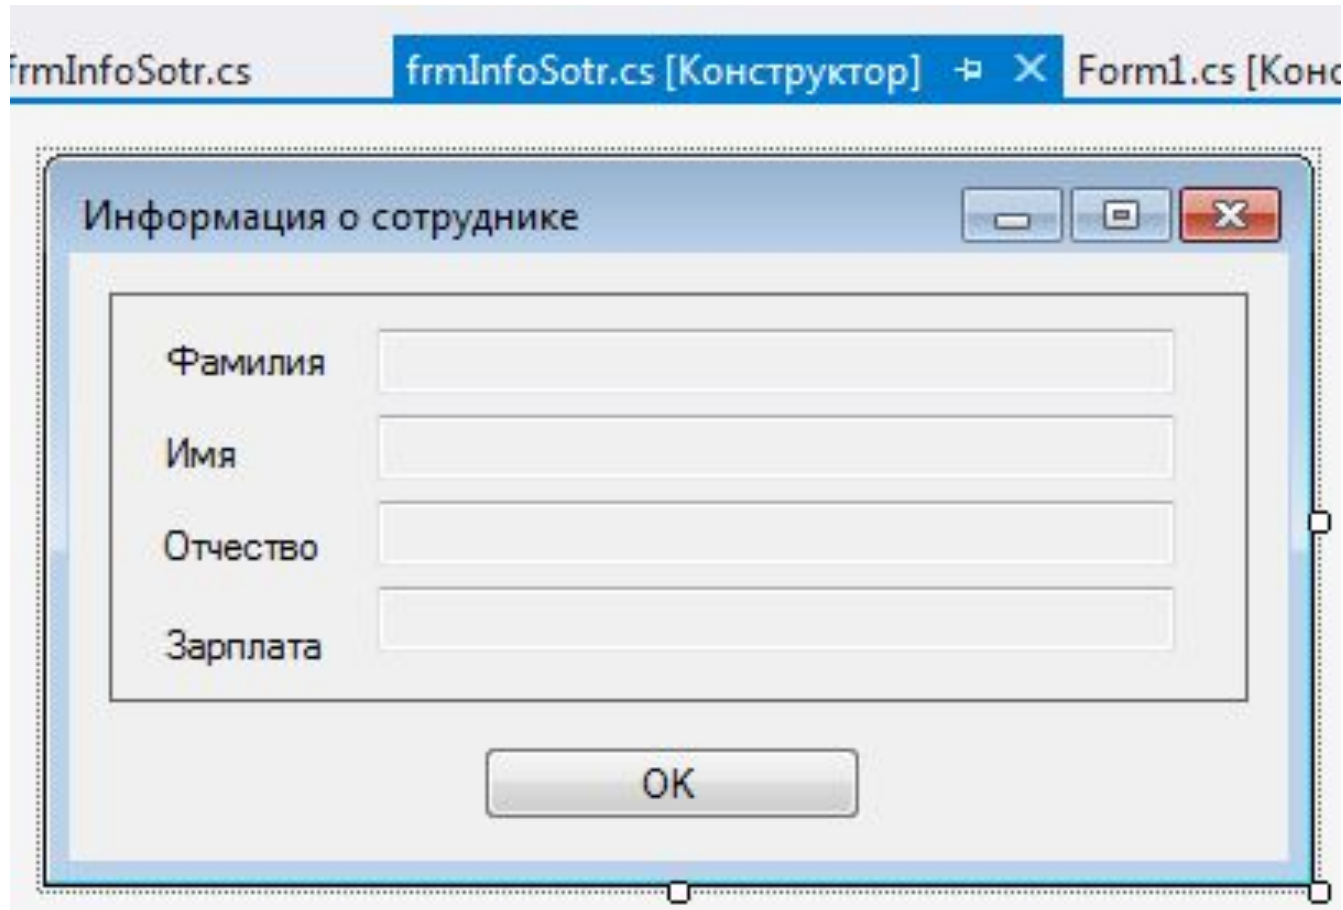 frmInfoSotr.cs frmInfoSotr.cs [Конструктор] Form1.cs [Конс
Информация о сотруднике
Фамилия
Имя
Отчество
Зарплата
OK